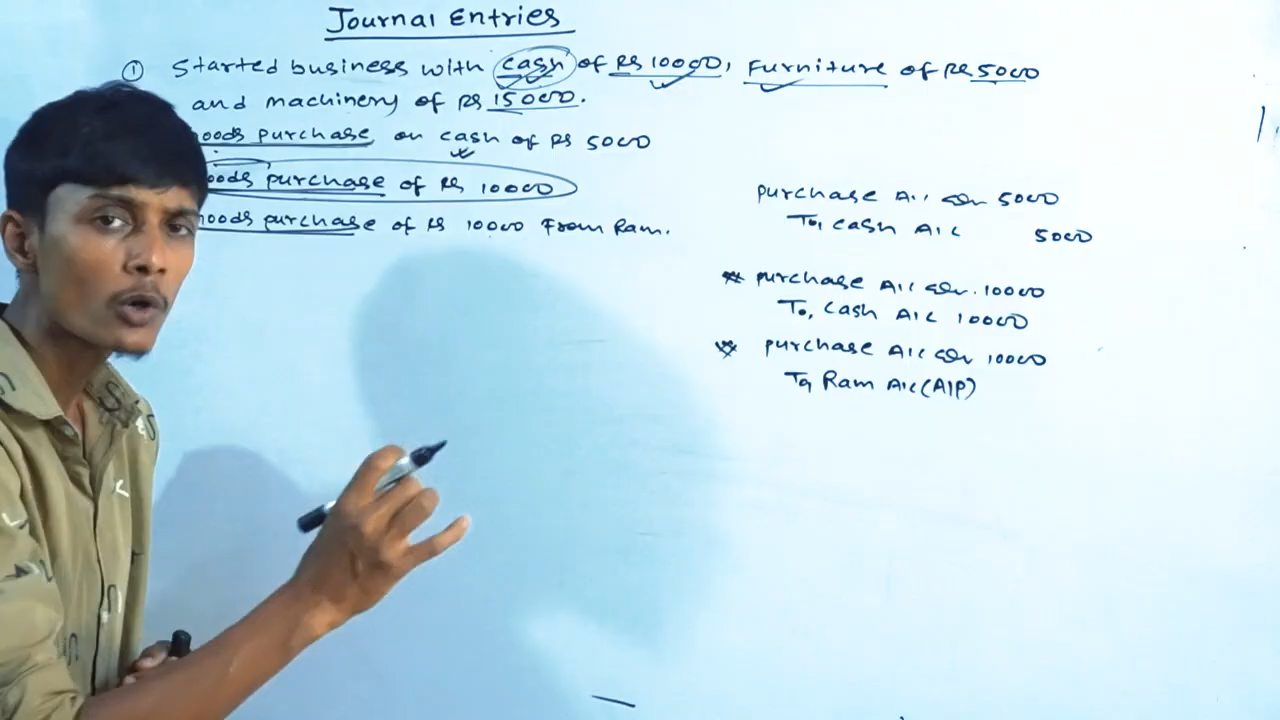 Journal Entries
① Started business with cash of Rs 10000, Furniture of Rs 5000
and machinery of Rs 15000.
oods purchase on cash of Rs 5000
oods purchase of Rs 10000
oods purchase of Rs 10000 From Ram.
purchase A/c Dr 5000
To, cash A/c 5000
* purchase A/c Dr. 10000
To, cash A/c 10000
* purchase A/c Dr 10000
To, Ram A/c (A/P)